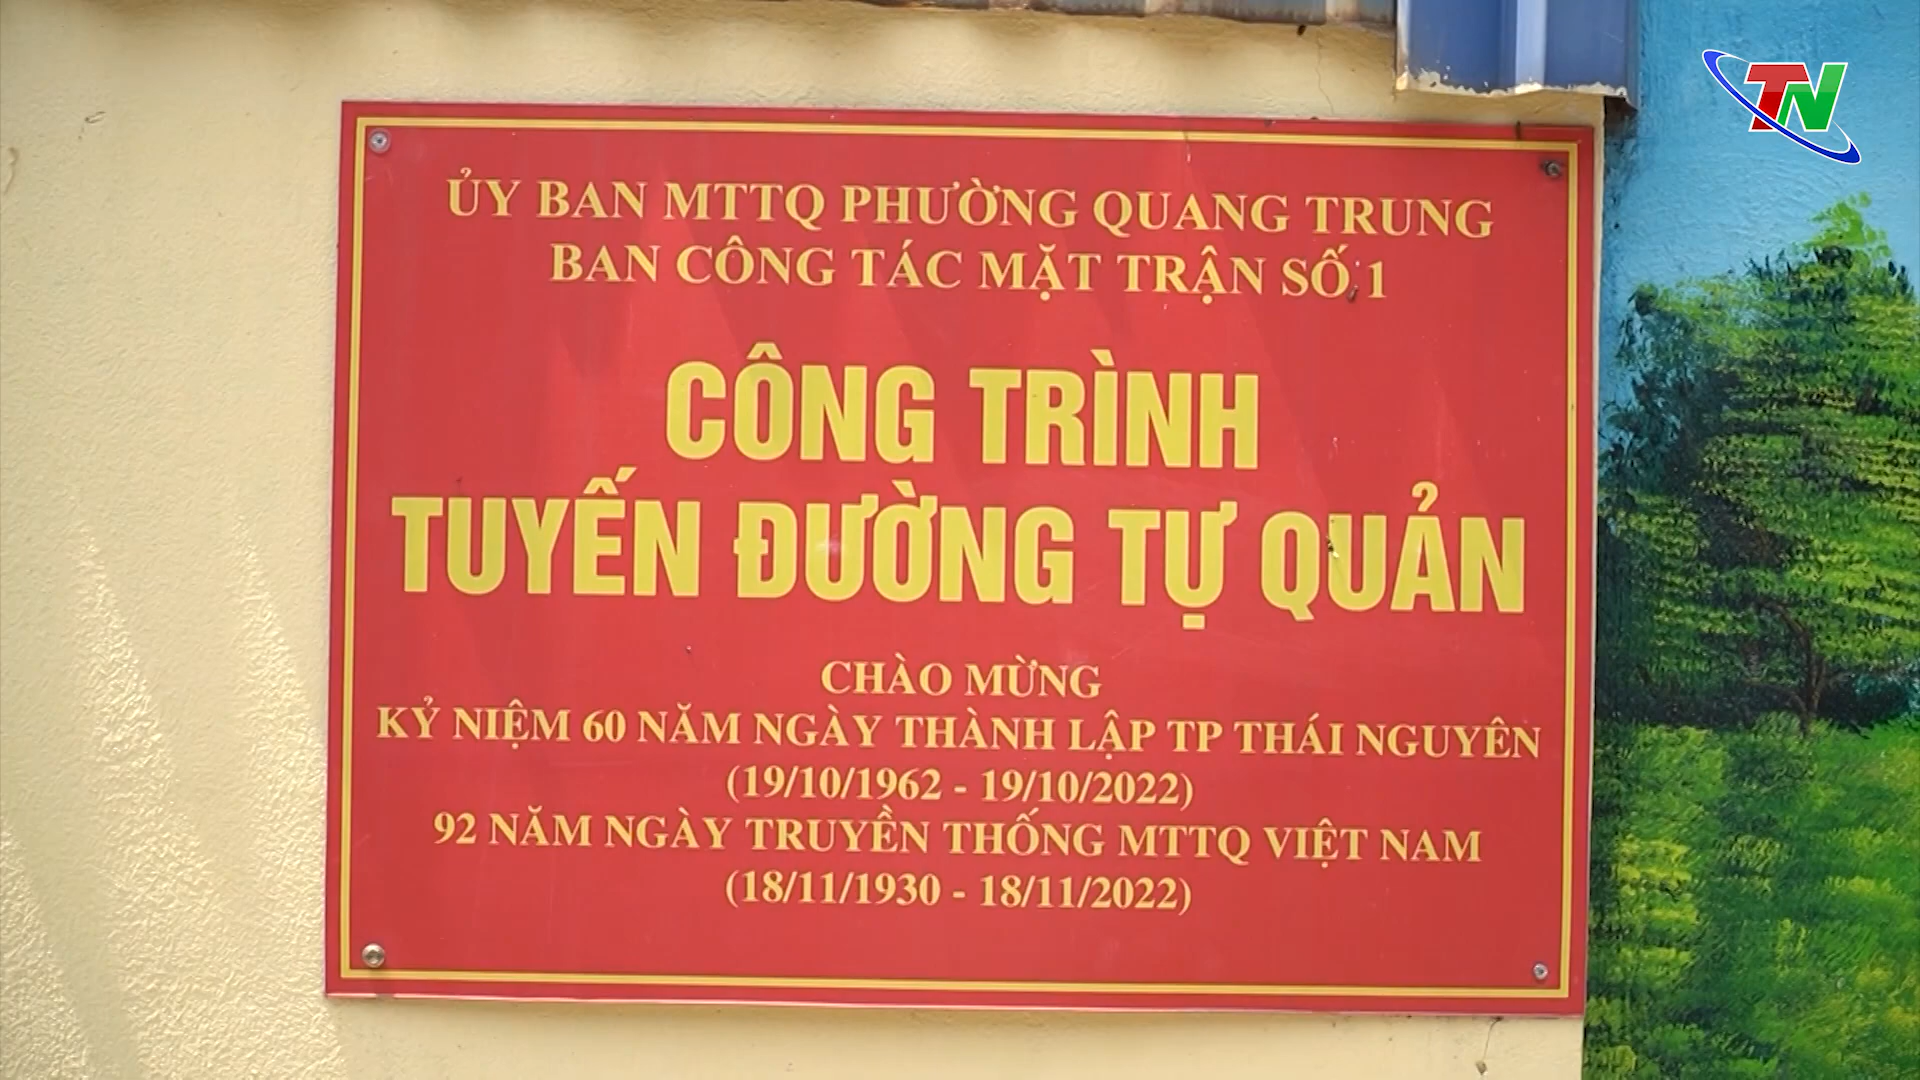 TN
ỦY BAN MTTQ PHƯỜNG QUANG TRUNG
BAN CÔNG TÁC MẶT TRẬN SỐ 1
CÔNG TRÌNH
TUYẾN ĐƯỜNG TỰ QUẢN
CHÀO MỪNG
KỶ NIỆM 60 NĂM NGÀY THÀNH LẬP TP THÁI NGUYÊN
(19/10/1962 - 19/10/2022)
92 NĂM NGÀY TRUYỀN THỐNG MTTQ VIỆT NAM
(18/11/1930 - 18/11/2022)